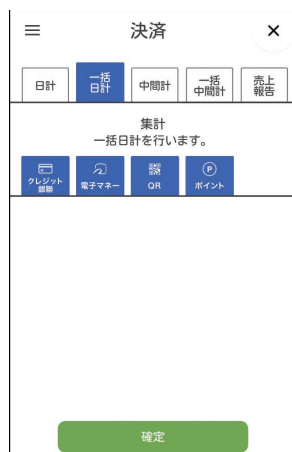 決済
日計
一括
日計
中間計
一括
中間計
売上
報告
集計
一括日計を行います。
クレジット
銀聯
電子マネー
QR
P
ポイント
確定